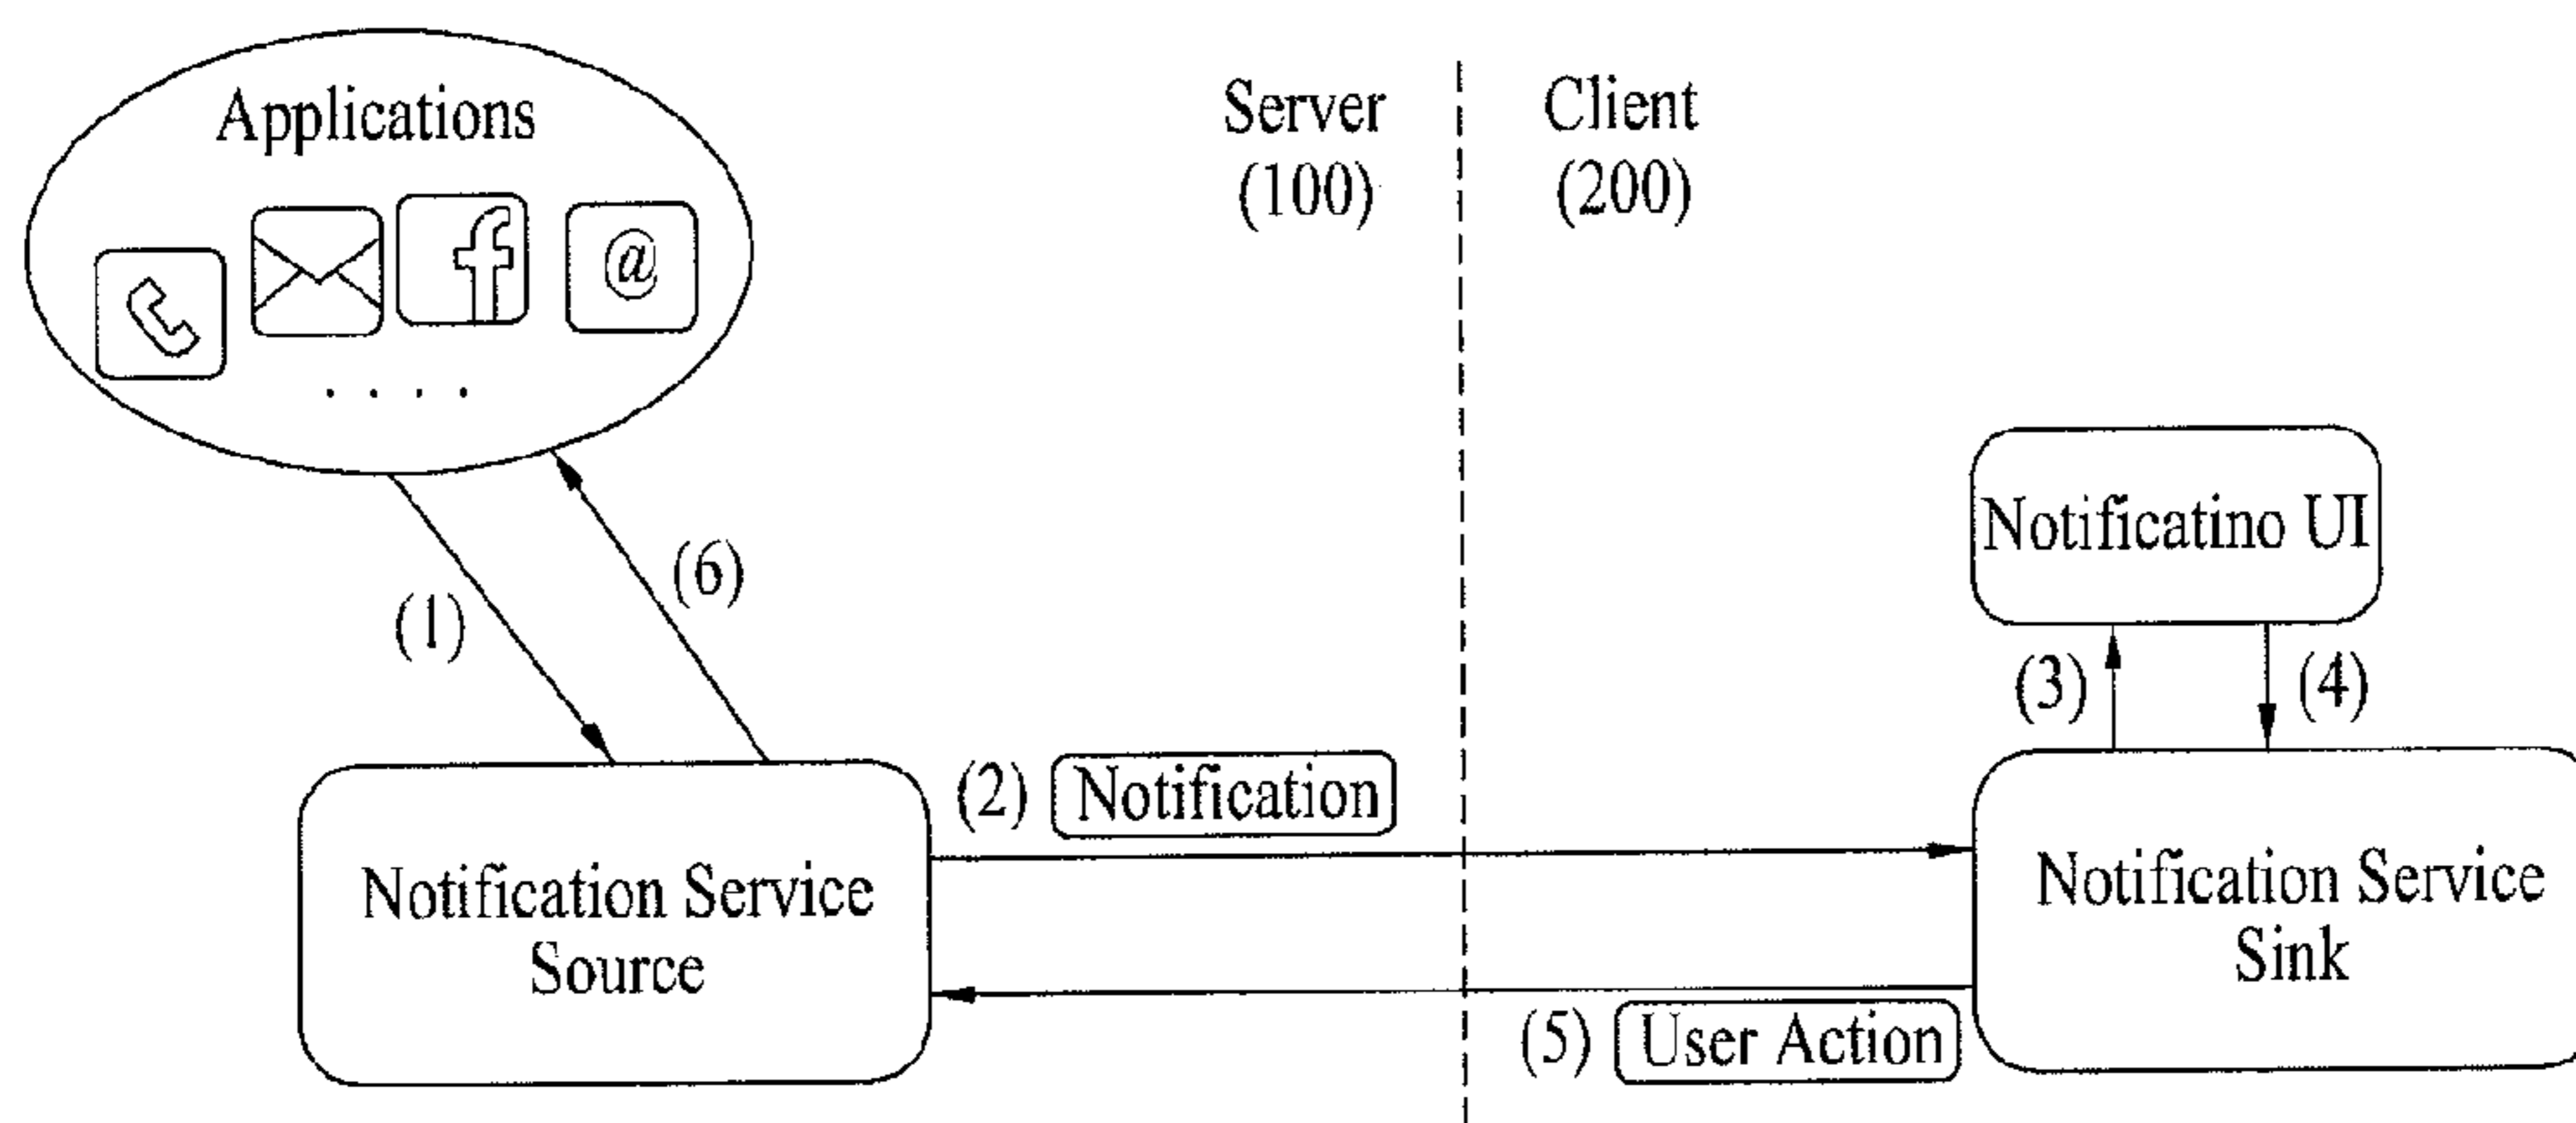 Applications
f
@
. . . .
Server
(100)
Client
(200)
(1)
(6)
Notificatino UI
(3)
(4)
(2) Notification
Notification Service
Source
Notification Service
Sink
(5) User Action